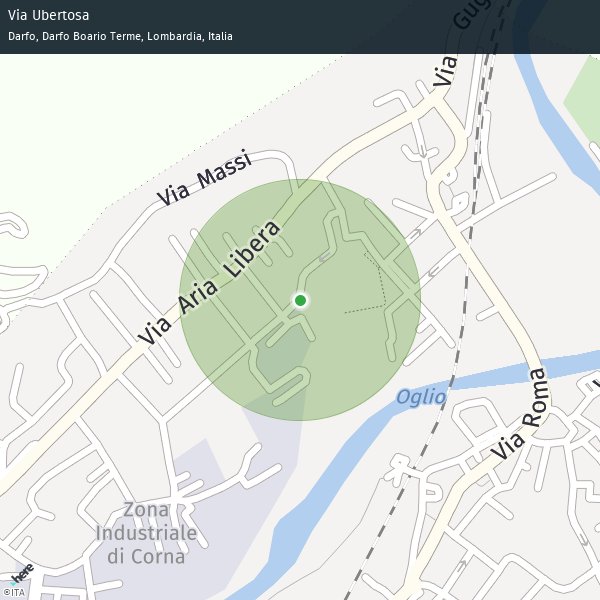 Via Ubertosa
Darfo, Darfo Boario Terme, Lombardia, Italia
Via Gug
Via Massi
Via Aria Libera
Oglio
Via Roma
Zona
Industriale
di Corna
here
©ITA